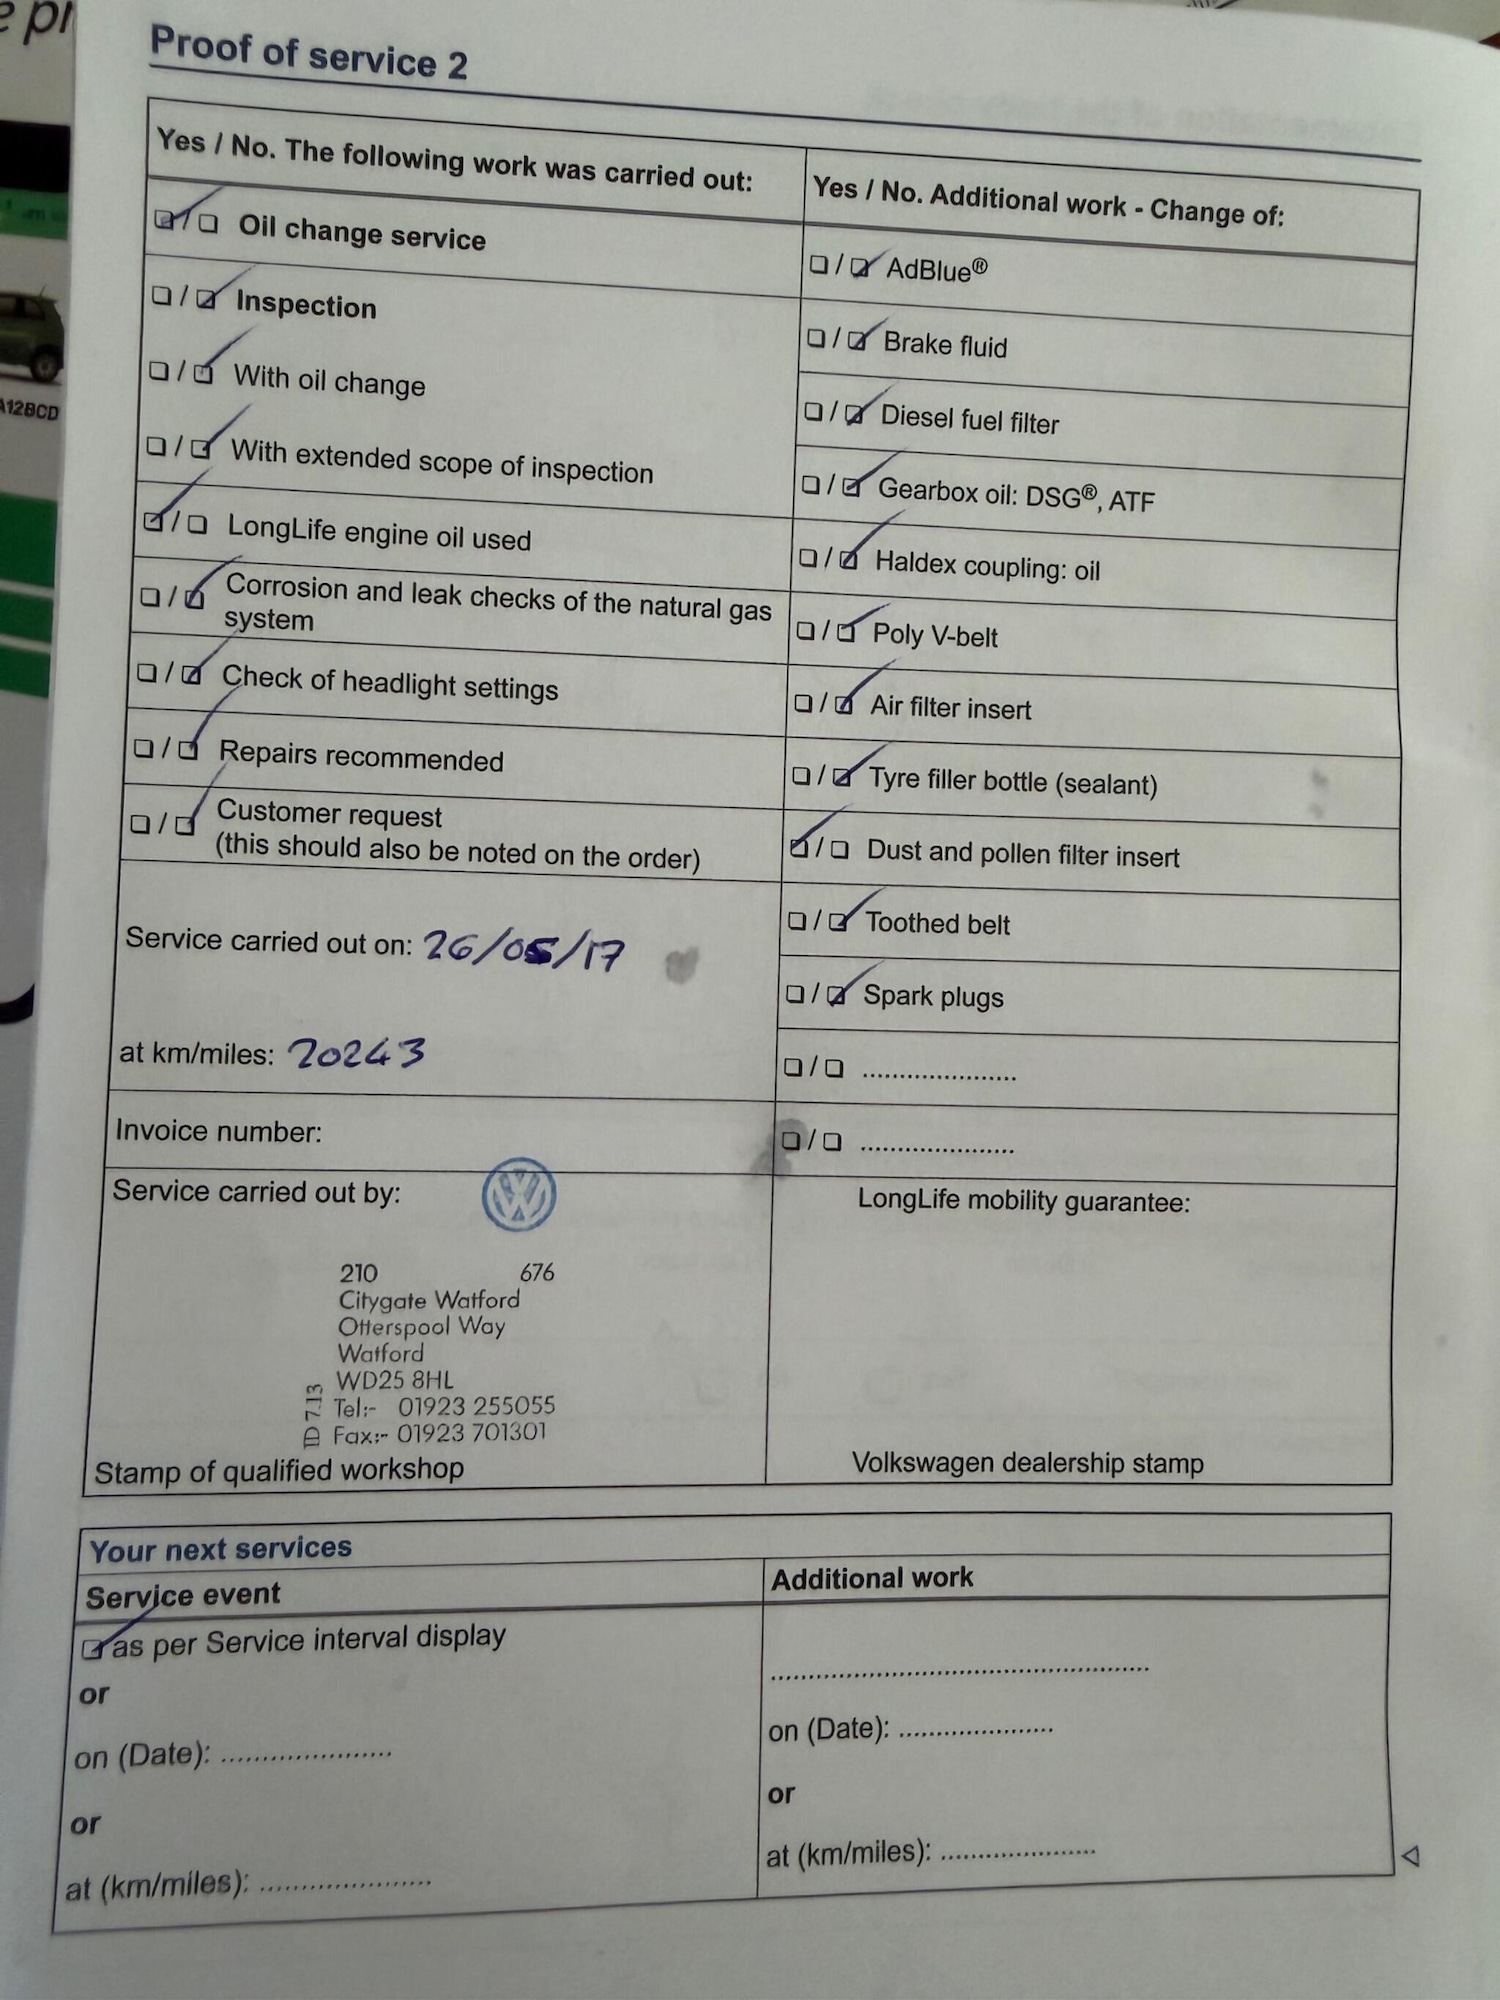 Proof of service 2
Yes / No. The following work was carried out:
☑/☐ Oil change service
☐/☑ Inspection
☐/☑ With oil change
☐/☑ With extended scope of inspection
☑/☐ LongLife engine oil used
☐/☑ Corrosion and leak checks of the natural gas
system
☐/☑ Check of headlight settings
☐/☑ Repairs recommended
☐/☑ Customer request
(this should also be noted on the order)
Service carried out on: 26/05/17
at km/miles: 20243
Invoice number:
Yes / No. Additional work - Change of:
☐/☑ AdBlue®
☐/☑ Brake fluid
☐/☑ Diesel fuel filter
☐/☑ Gearbox oil: DSG®, ATF
☐/☑ Haldex coupling: oil
☐/☑ Poly V-belt
☐/☑ Air filter insert
☐/☑ Tyre filler bottle (sealant)
☑/☐ Dust and pollen filter insert
☐/☑ Toothed belt
☐/☑ Spark plugs
☐/☐ ......................
☐/☐ ......................
Service carried out by:
210 676
Citygate Watford
Otterspool Way
Watford
WD25 8HL
Tel:- 01923 255055
Fax:- 01923 701301
ID 7.13
Stamp of qualified workshop
LongLife mobility guarantee:
Volkswagen dealership stamp
Your next services
Service event
☑ as per Service interval display
or
on (Date): ........................
or
at (km/miles): ........................
Additional work
......................................................
on (Date): ......................
or
at (km/miles): ......................
A12BCD